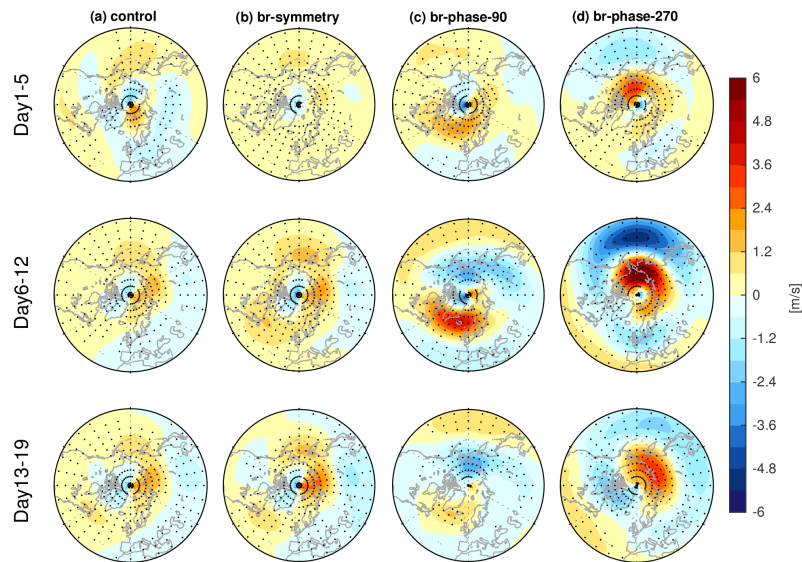 (a) control (b) br-symmetry (c) br-phase-90 (d) br-phase-270
Day1-5
Day6-12
Day13-19
6
4.8
3.6
2.4
1.2
0
-1.2
-2.4
-3.6
-4.8
-6
[m/s]